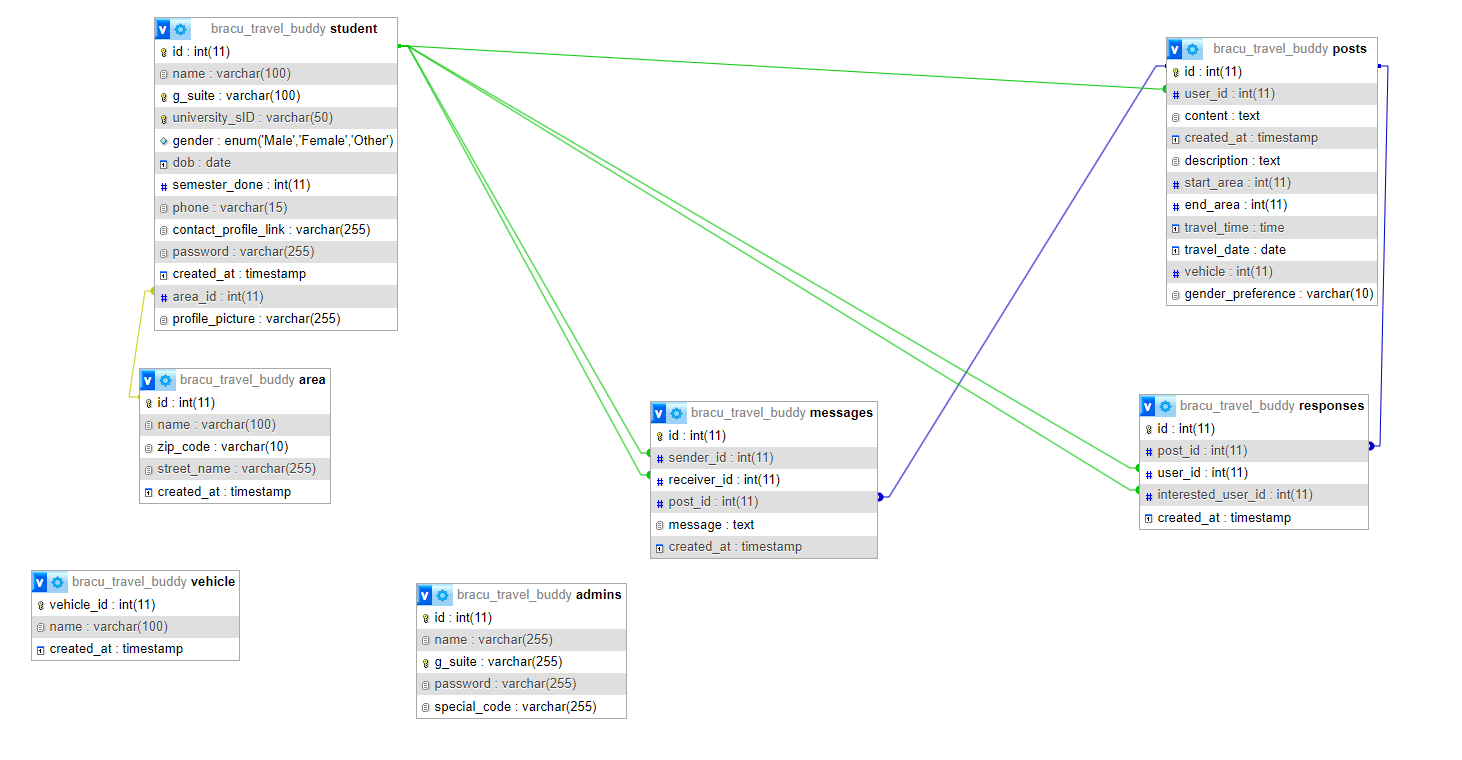 v bracu_travel_buddy student
id : int(11)
name : varchar(100)
g_suite : varchar(100)
university_sID : varchar(50)
gender : enum('Male','Female','Other')
dob : date
# semester_done : int(11)
phone : varchar(15)
contact_profile_link : varchar(255)
password : varchar(255)
created_at : timestamp
# area_id : int(11)
profile_picture : varchar(255)
v bracu_travel_buddy posts
id : int(11)
# user_id : int(11)
content : text
created_at : timestamp
description : text
# start_area : int(11)
# end_area : int(11)
travel_time : time
travel_date : date
# vehicle : int(11)
gender_preference : varchar(10)
v bracu_travel_buddy area
id : int(11)
name : varchar(100)
zip_code : varchar(10)
street_name : varchar(255)
created_at : timestamp
v bracu_travel_buddy messages
id : int(11)
# sender_id : int(11)
# receiver_id : int(11)
# post_id : int(11)
message : text
created_at : timestamp
v bracu_travel_buddy responses
id : int(11)
# post_id : int(11)
# user_id : int(11)
# interested_user_id : int(11)
created_at : timestamp
v bracu_travel_buddy vehicle
vehicle_id : int(11)
name : varchar(100)
created_at : timestamp
v bracu_travel_buddy admins
id : int(11)
name : varchar(255)
g_suite : varchar(255)
password : varchar(255)
special_code : varchar(255)